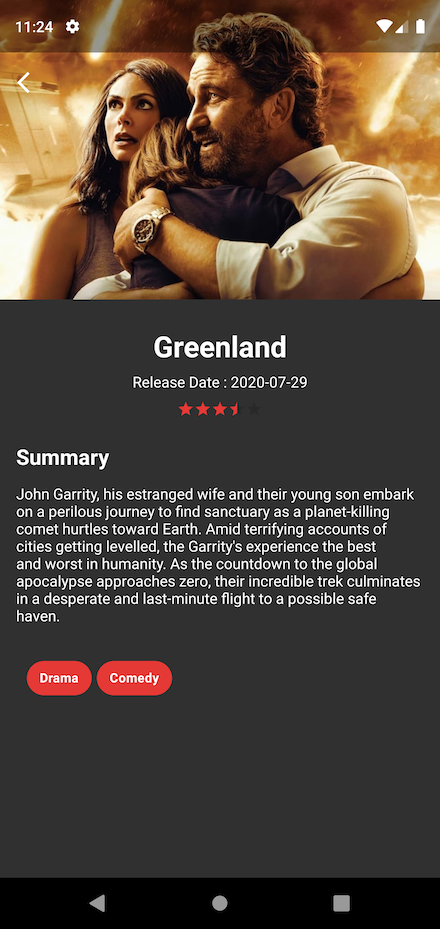 11:24
Greenland
Release Date : 2020-07-29
Summary
John Garrity, his estranged wife and their young son embark
on a perilous journey to find sanctuary as a planet-killing
comet hurtles toward Earth. Amid terrifying accounts of
cities getting levelled, the Garrity's experience the best
and worst in humanity. As the countdown to the global
apocalypse approaches zero, their incredible trek culminates
in a desperate and last-minute flight to a possible safe
haven.
Drama
Comedy